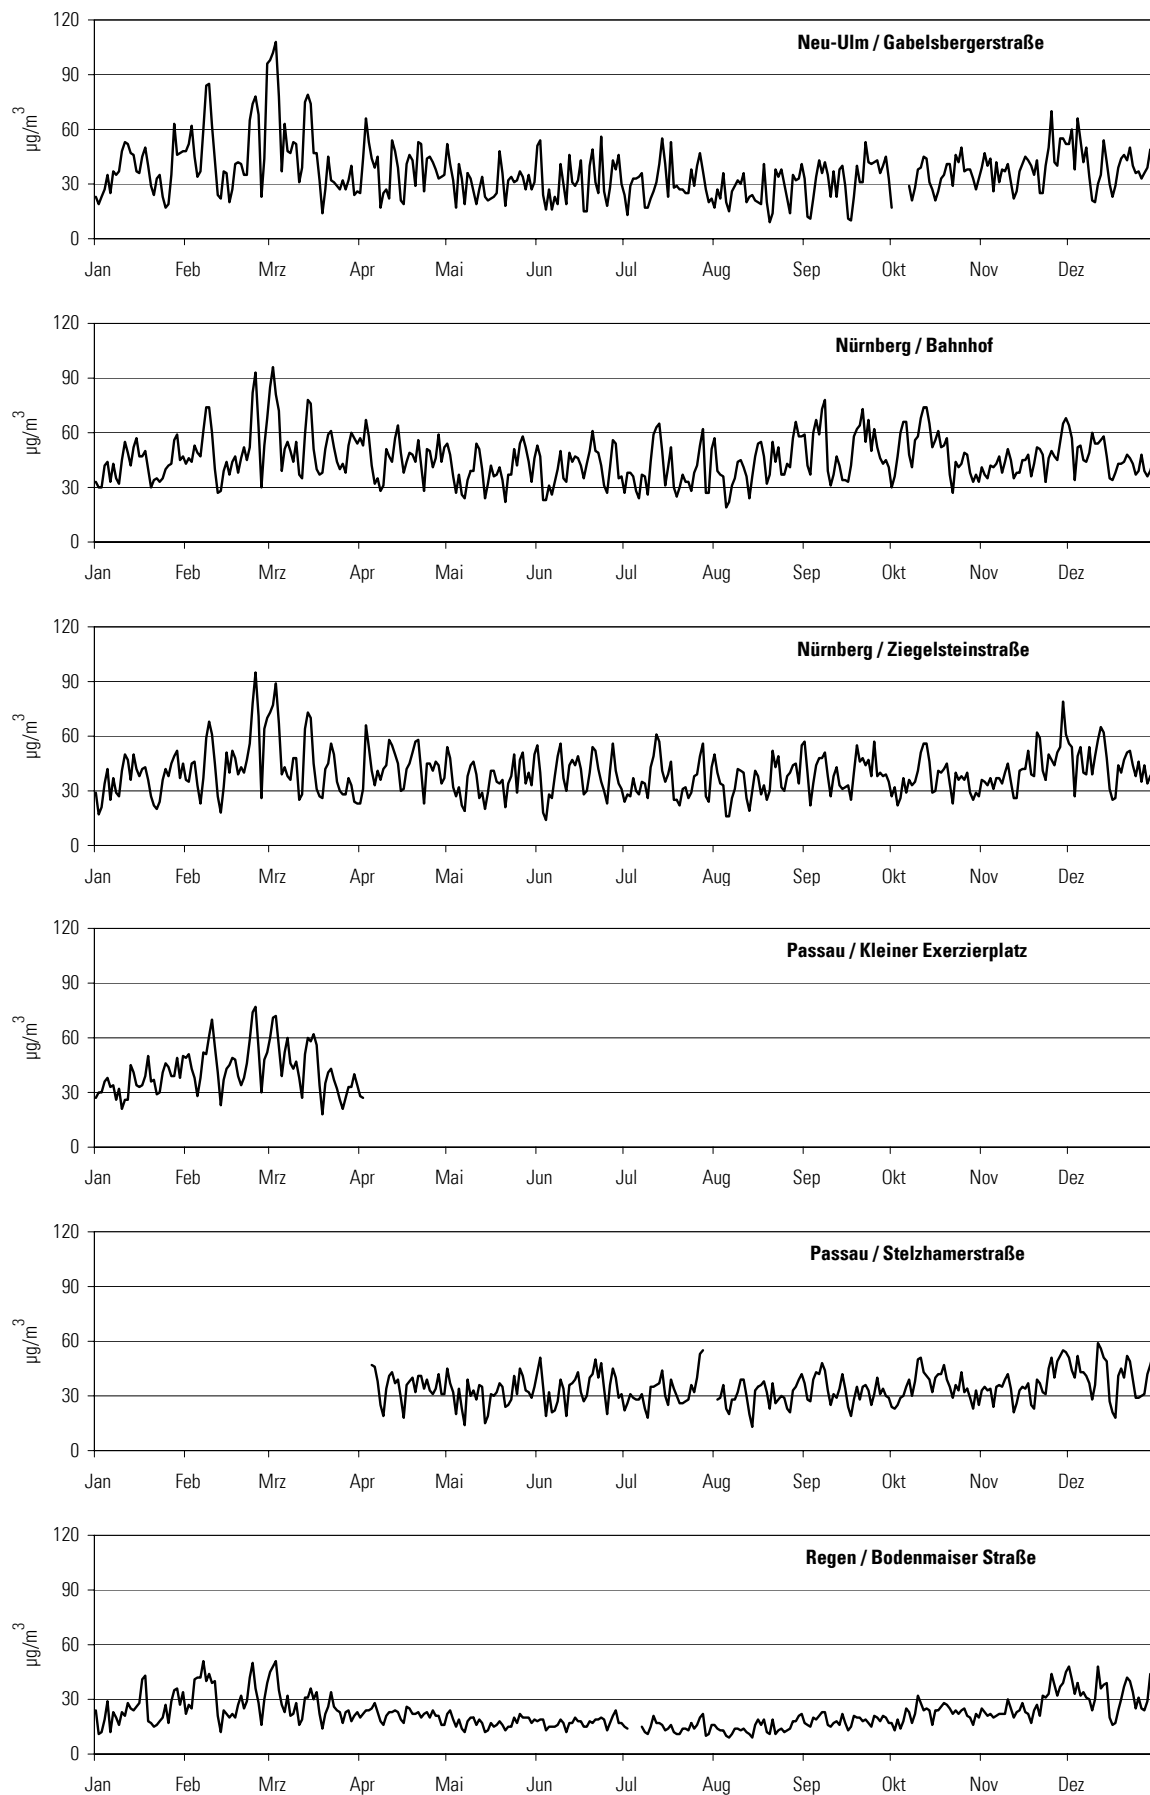 Neu-Ulm / Gabelsbergerstraße
120
90
60
30
0
µg/m³
Jan Feb Mrz Apr Mai Jun Jul Aug Sep Okt Nov Dez
Nürnberg / Bahnhof
120
90
60
30
0
µg/m³
Jan Feb Mrz Apr Mai Jun Jul Aug Sep Okt Nov Dez
Nürnberg / Ziegelsteinstraße
120
90
60
30
0
µg/m³
Jan Feb Mrz Apr Mai Jun Jul Aug Sep Okt Nov Dez
Passau / Kleiner Exerzierplatz
120
90
60
30
0
µg/m³
Jan Feb Mrz Apr Mai Jun Jul Aug Sep Okt Nov Dez
Passau / Stelzhamerstraße
120
90
60
30
0
µg/m³
Jan Feb Mrz Apr Mai Jun Jul Aug Sep Okt Nov Dez
Regen / Bodenmaiser Straße
120
90
60
30
0
µg/m³
Jan Feb Mrz Apr Mai Jun Jul Aug Sep Okt Nov Dez